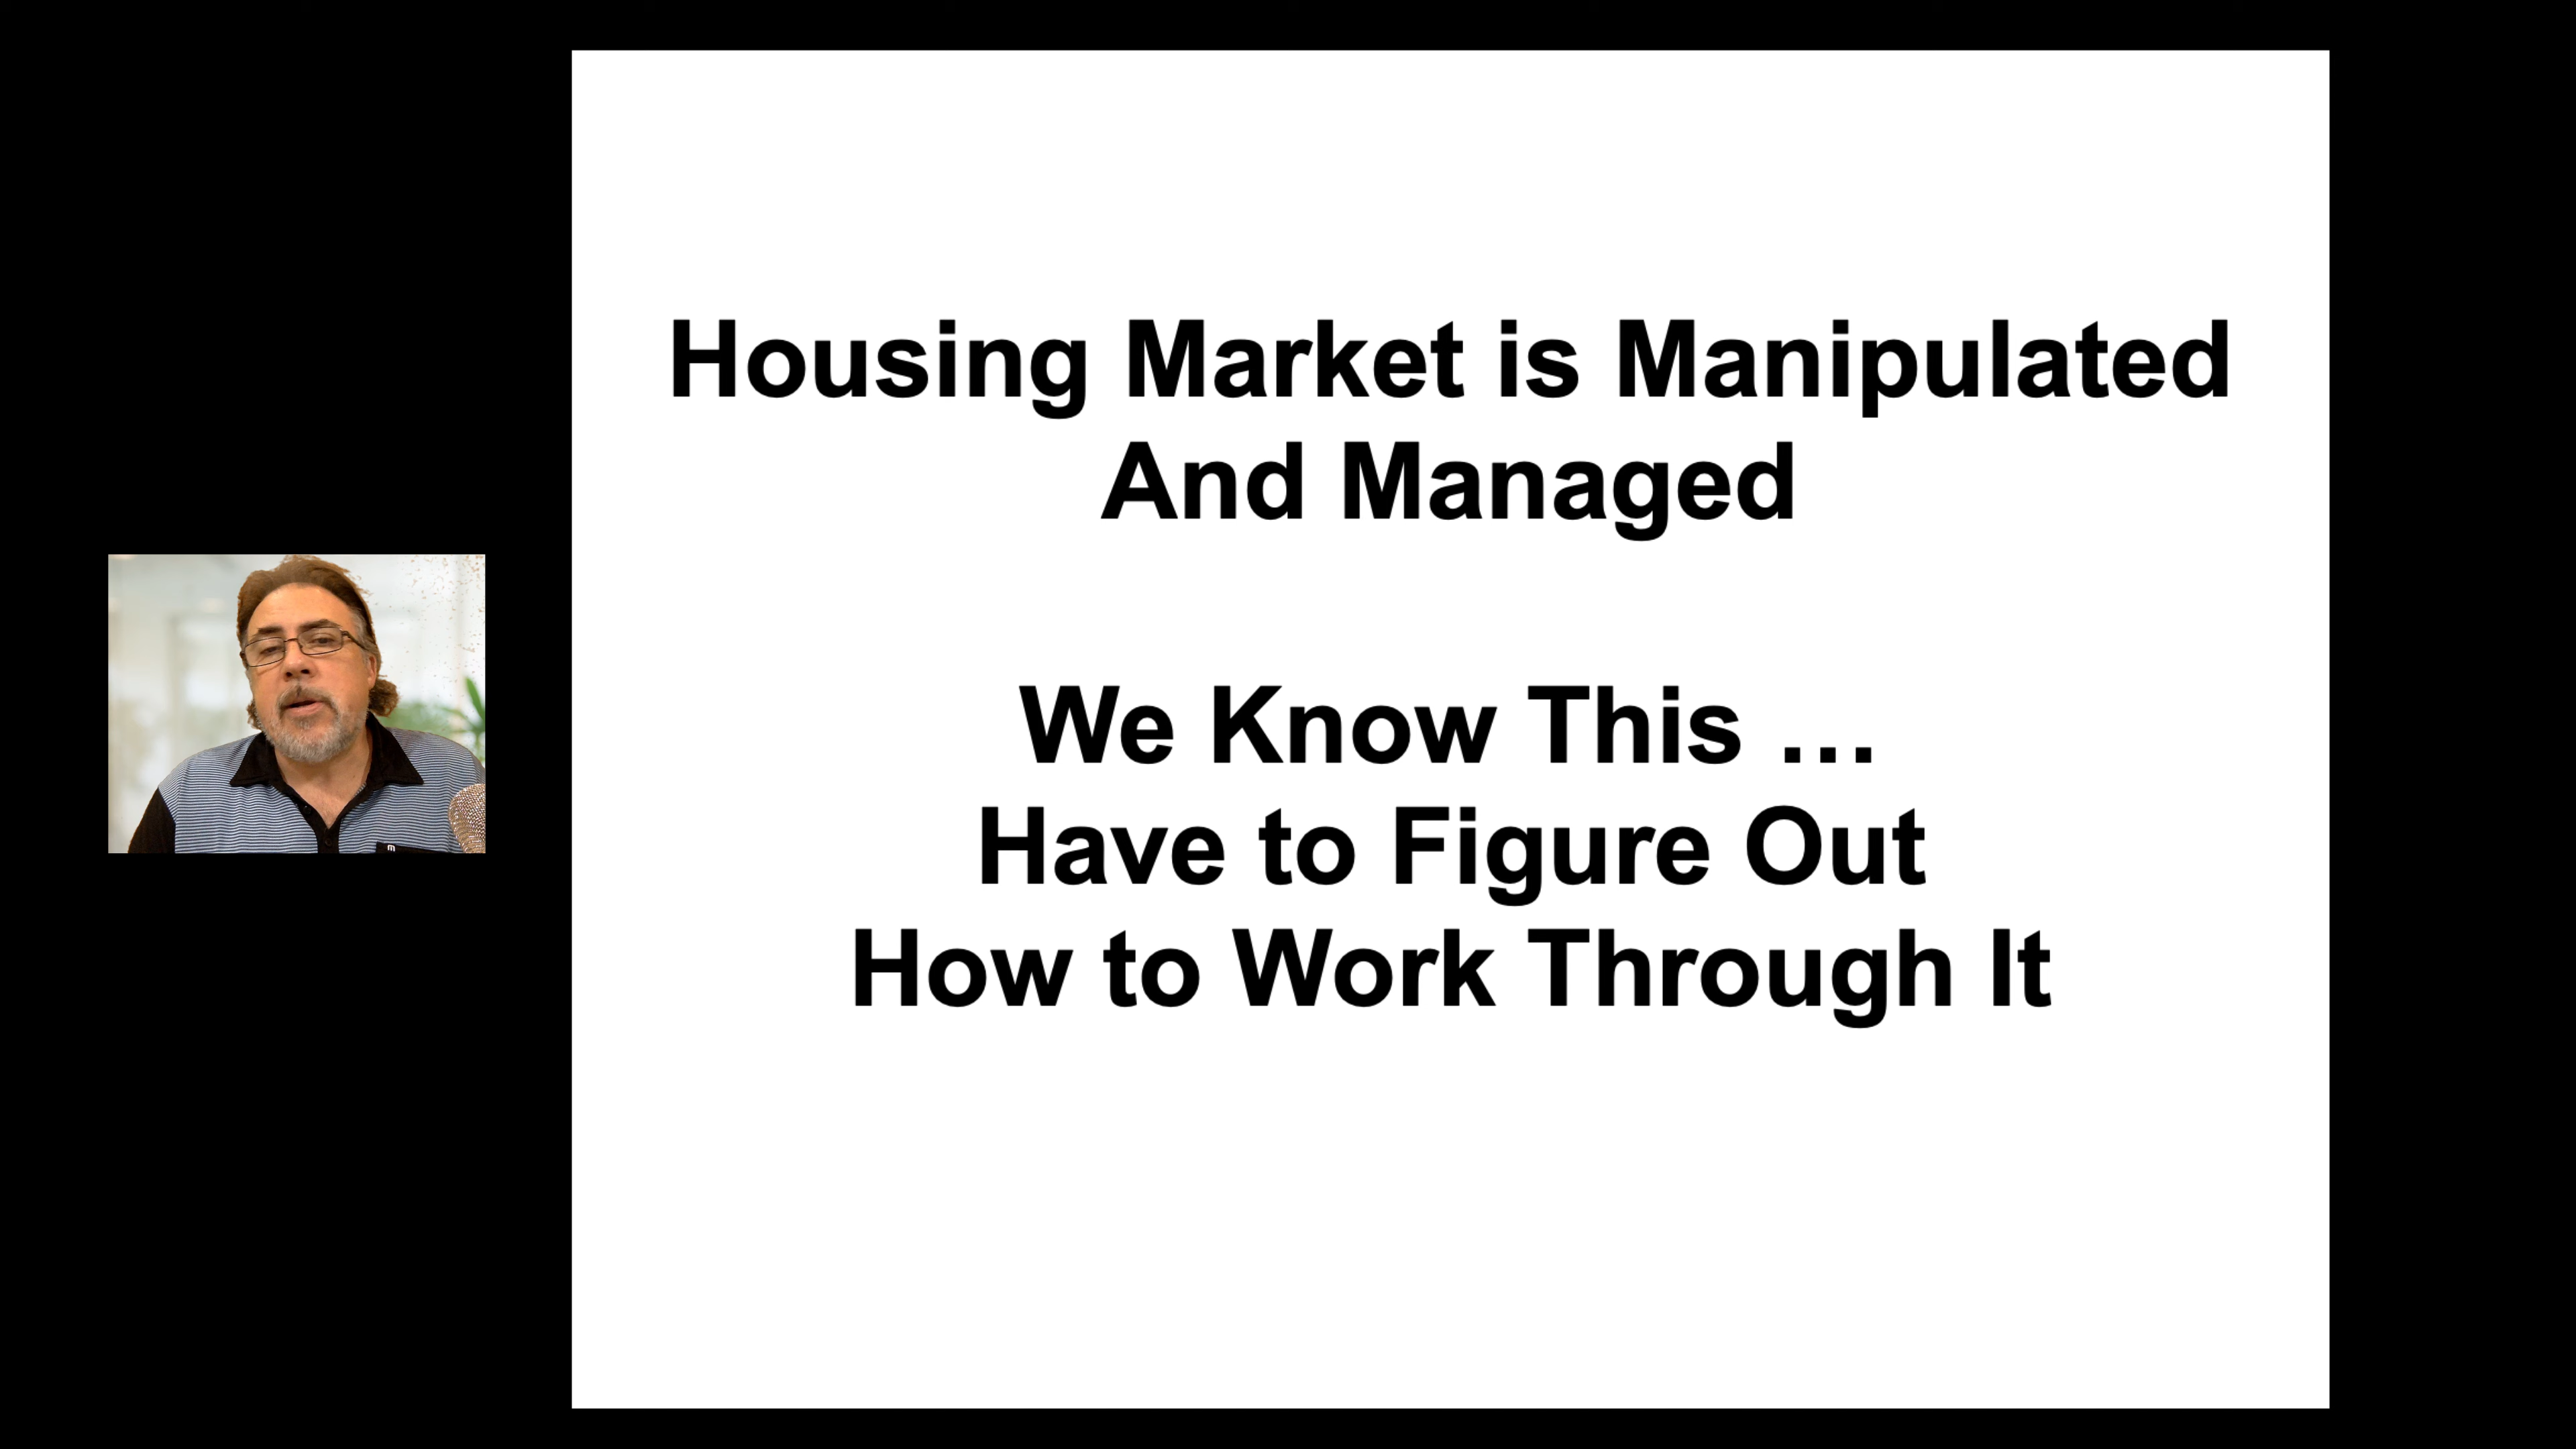 Housing Market is Manipulated
And Managed
We Know This …
Have to Figure Out
How to Work Through It